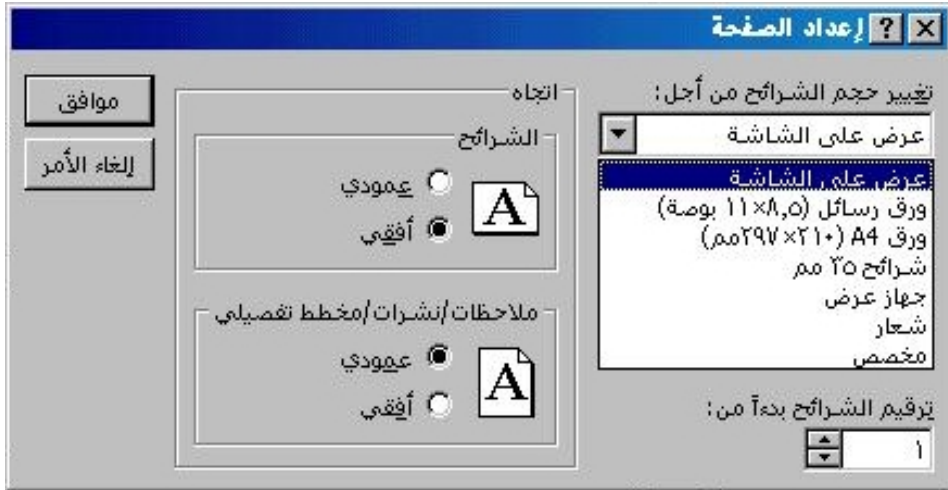 إعداد الصفحة
تغيير حجم الشرائح من أجل:
عرض على الشاشة
عرض على الشاشة
ورق رسائل (٨,٥×١١ بوصة)
ورق A4 (٢١٠×٢٩٧مم)
شرائح ٣٥ مم
جهاز عرض
شعار
مخصص
ترقيم الشرائح بدءاً من:
١
اتجاه
الشرائح
A
عمودي
أفقي
ملاحظات/نشرات/مخطط تفصيلي
A
عمودي
أفقي
موافق
إلغاء الأمر